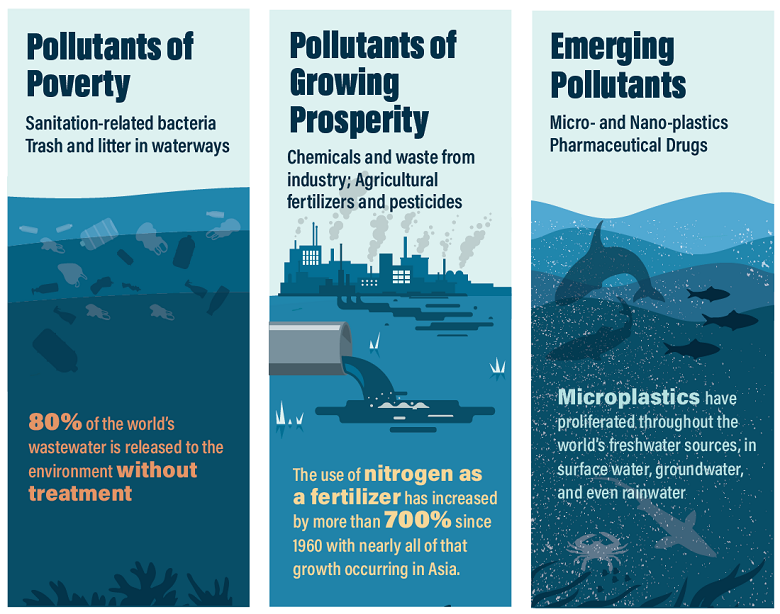 Pollutants of
Poverty
Sanitation-related bacteria
Trash and litter in waterways
80% of the world's
wastewater is released to the
environment without
treatment
Pollutants of
Growing
Prosperity
Chemicals and waste from
industry; Agricultural
fertilizers and pesticides
The use of nitrogen as
a fertilizer has increased
by more than 700% since
1960 with nearly all of that
growth occurring in Asia.
Emerging
Pollutants
Micro- and Nano-plastics
Pharmaceutical Drugs
Microplastics have
proliferated throughout the
world's freshwater sources, in
surface water, groundwater,
and even rainwater